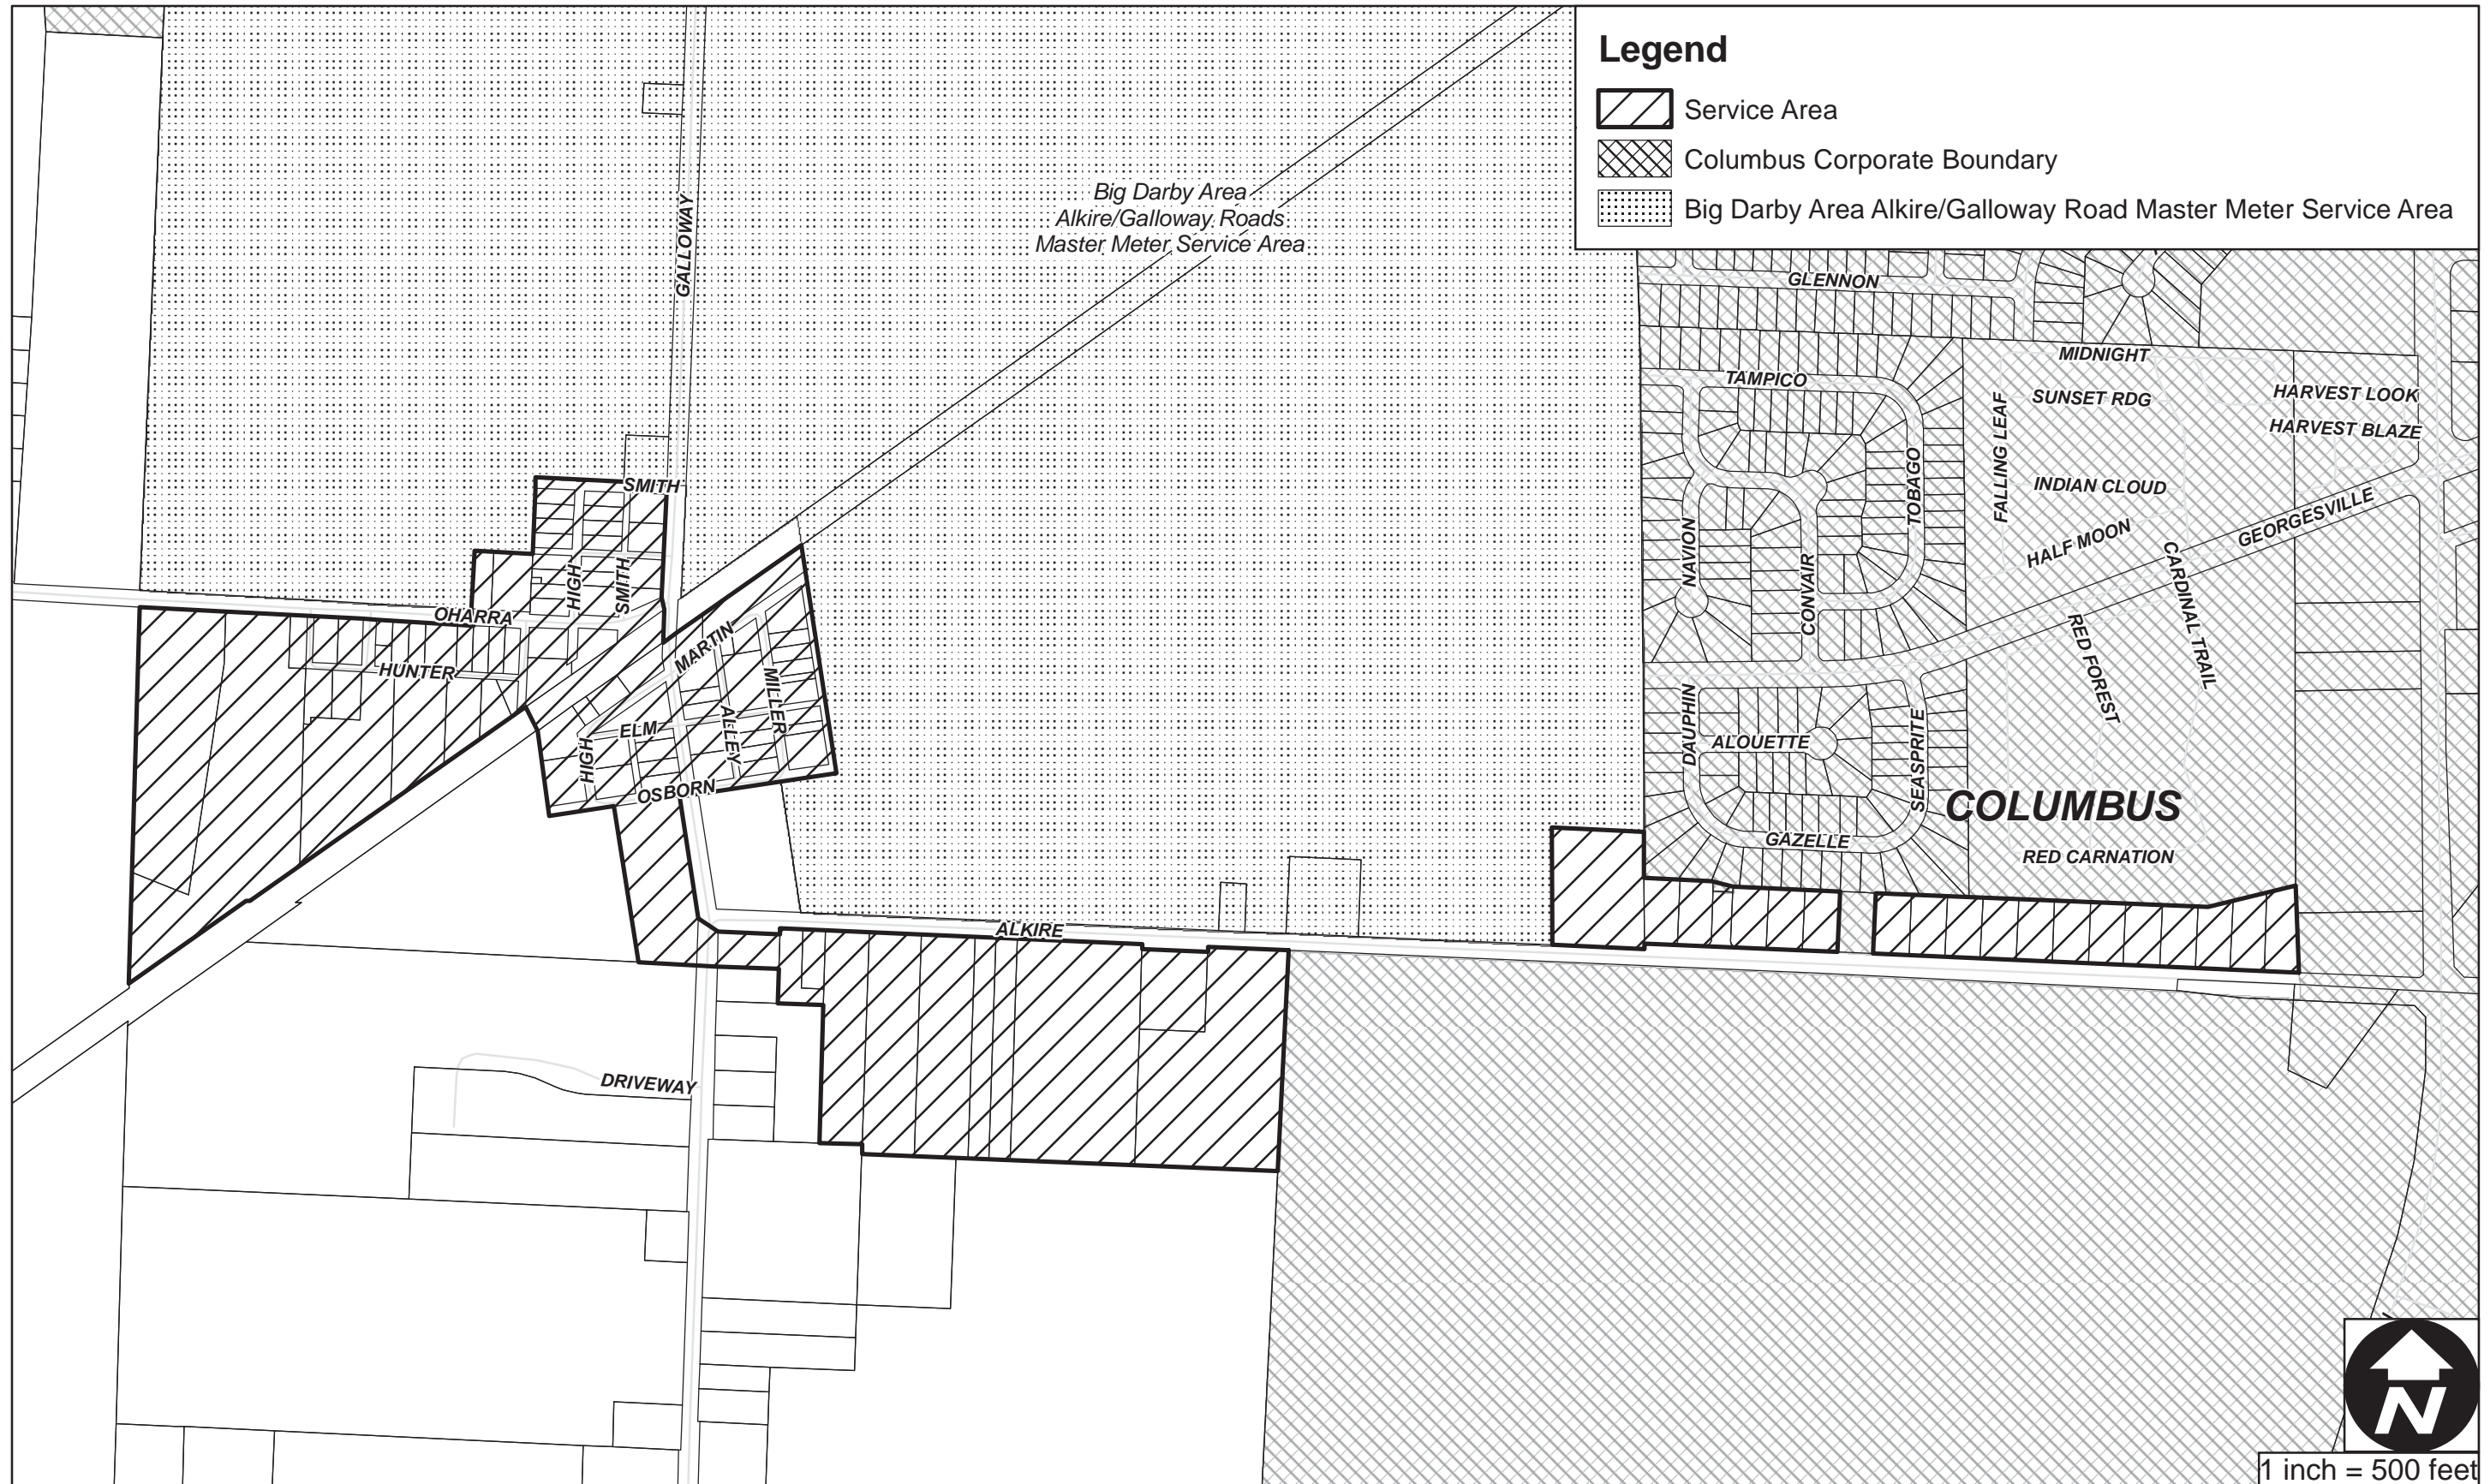 Legend
Service Area
Columbus Corporate Boundary
Big Darby Area Alkire/Galloway Road Master Meter Service Area
Big Darby Area
Alkire/Galloway Roads
Master Meter Service Area
GALLOWAY
GLENNON
MIDNIGHT
TAMPICO
SUNSET RDG
HARVEST LOOK
HARVEST BLAZE
FALLING LEAF
TOBAGO
INDIAN CLOUD
SMITH
GEORGESVILLE
HALF MOON
NAVION
CONVAIR
CARDINAL TRAIL
HIGH
SMITH
OHARRA
MARTIN
RED FOREST
HUNTER
MILLER
ELM
ALLEY
DAUPHIN
ALOUETTE
SEASPRITE
HIGH
OSBORN
COLUMBUS
GAZELLE
RED CARNATION
ALKIRE
DRIVEWAY
N
1 inch = 500 feet